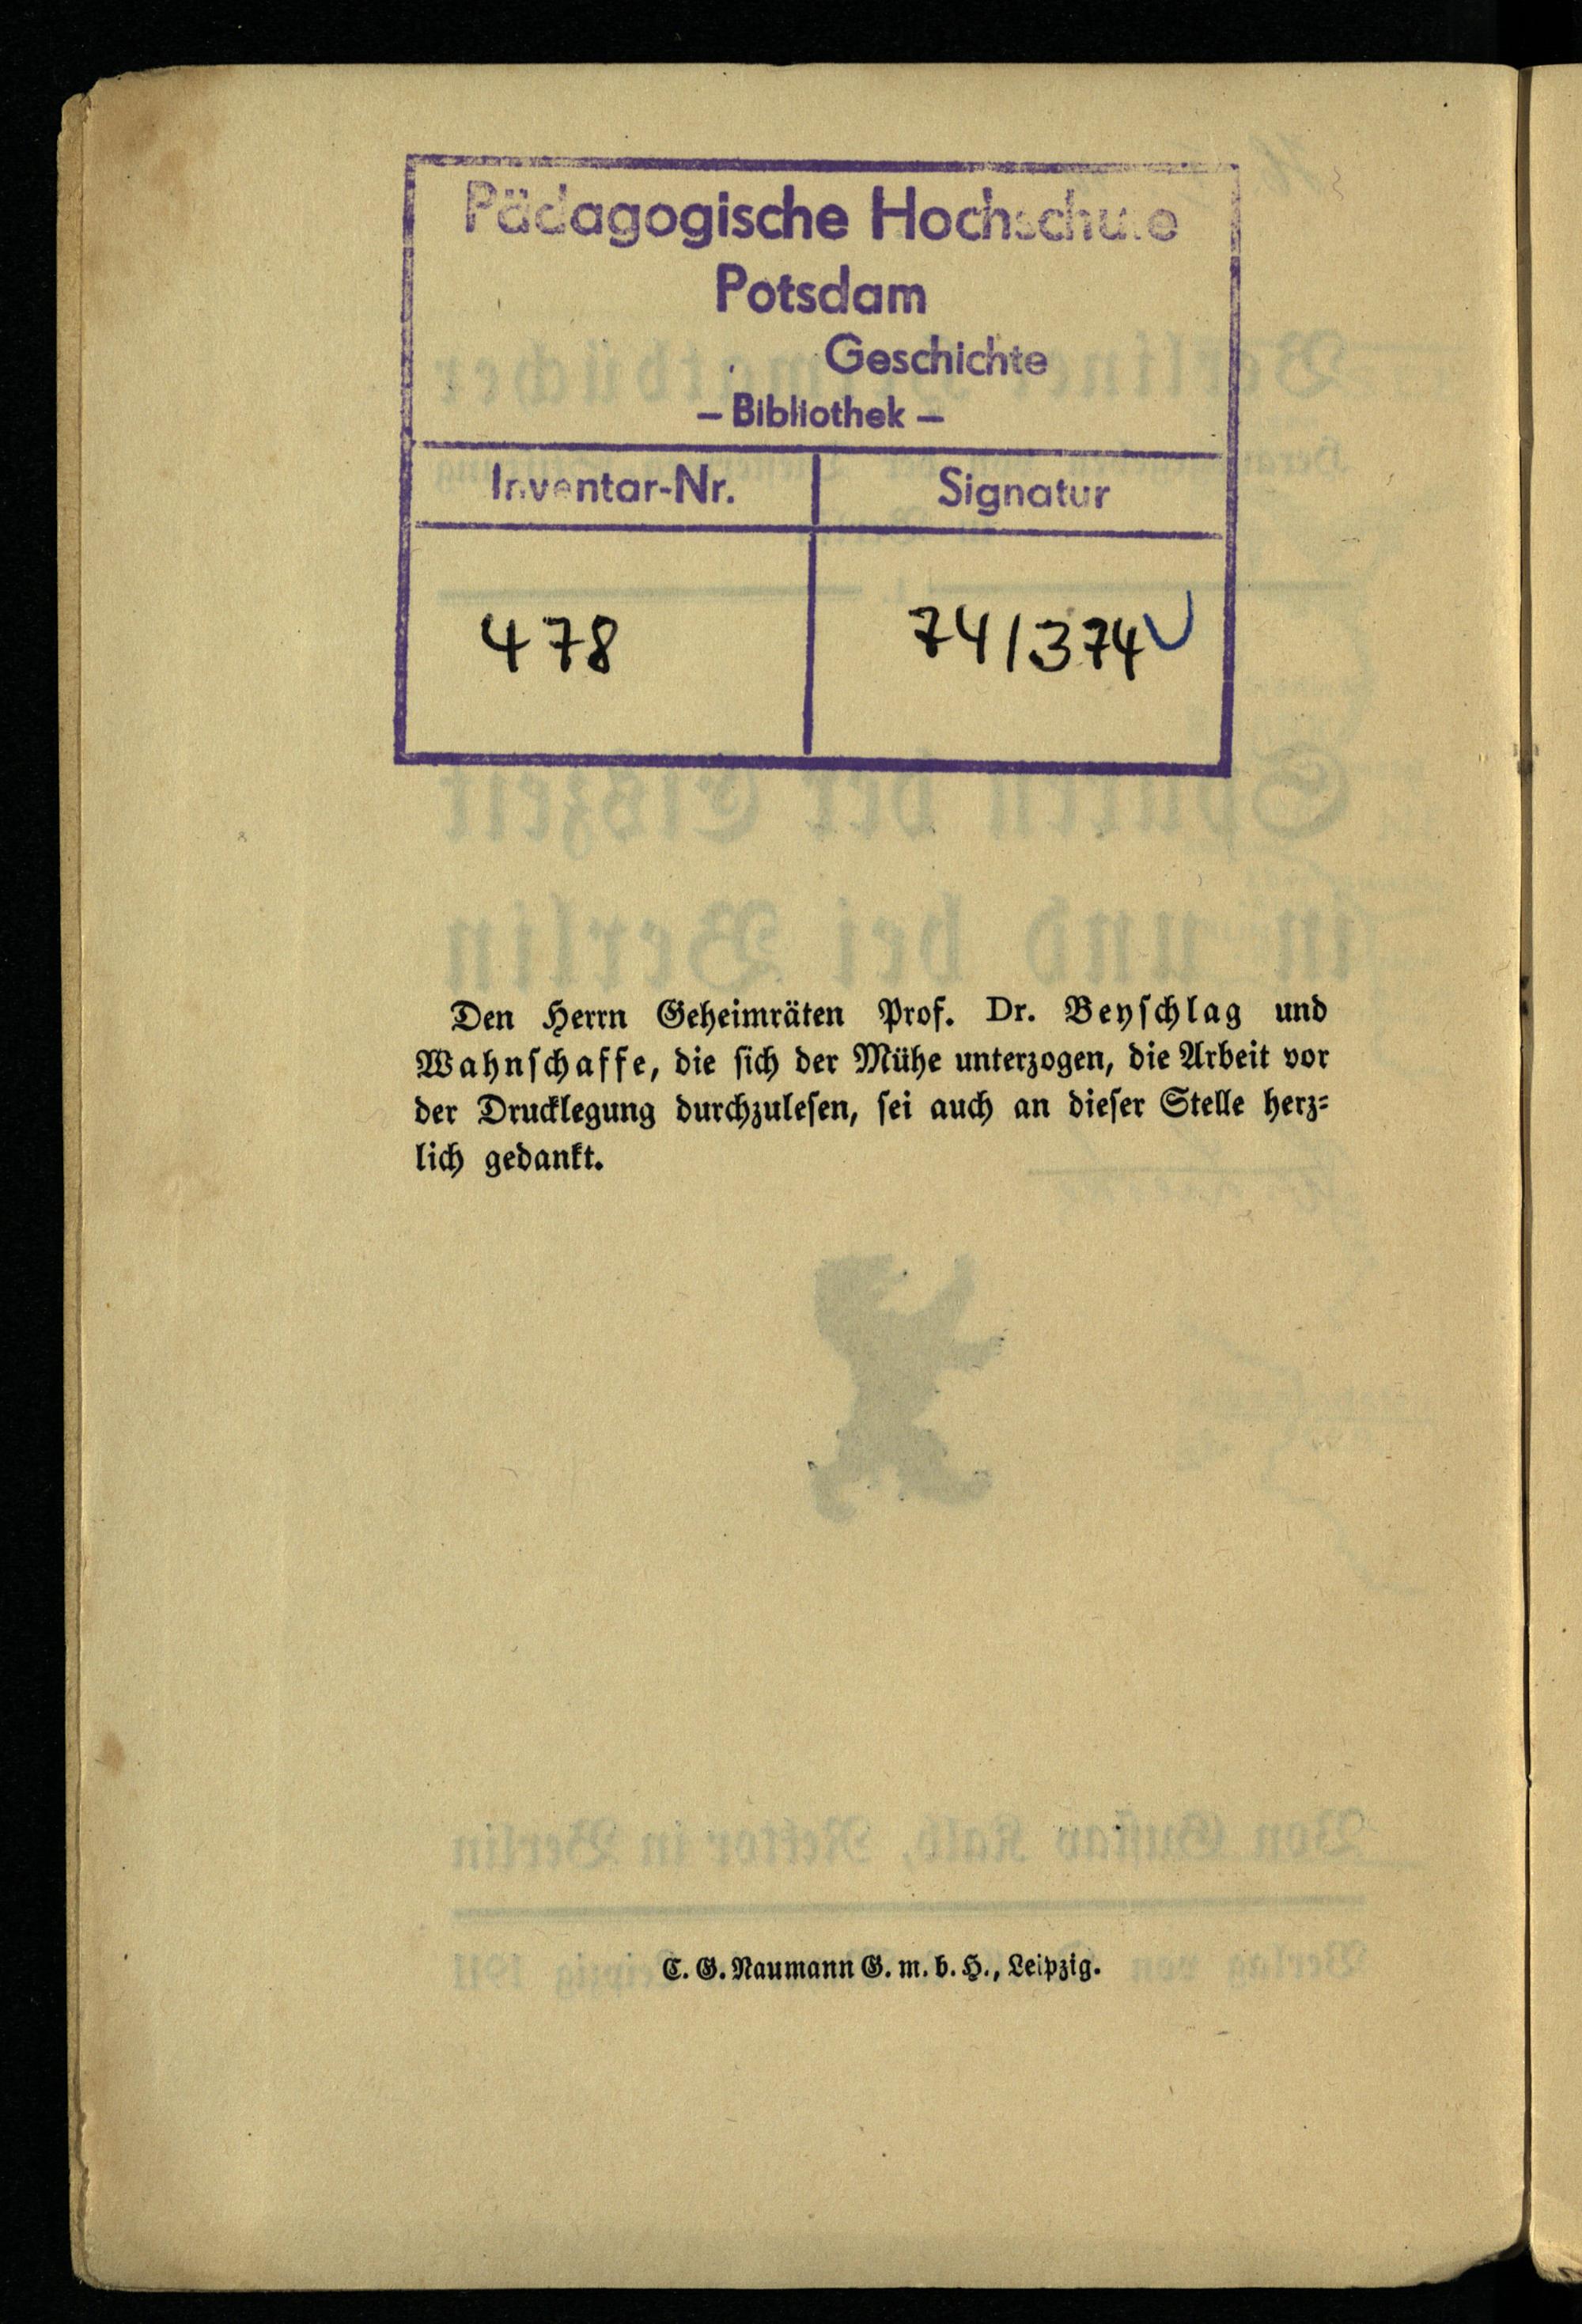 Pädagogische Hochschule
Potsdam
Geschichte
– Bibliothek –
Inventar-Nr. Signatur
478 74/374
Den Herrn Geheimräten Prof. Dr. Beyschlag und
Wahnschaffe, die sich der Mühe unterzogen, die Arbeit vor
der Drucklegung durchzulesen, sei auch an dieser Stelle herz-
lich gedankt.
C. G. Naumann G. m. b. H., Leipzig.